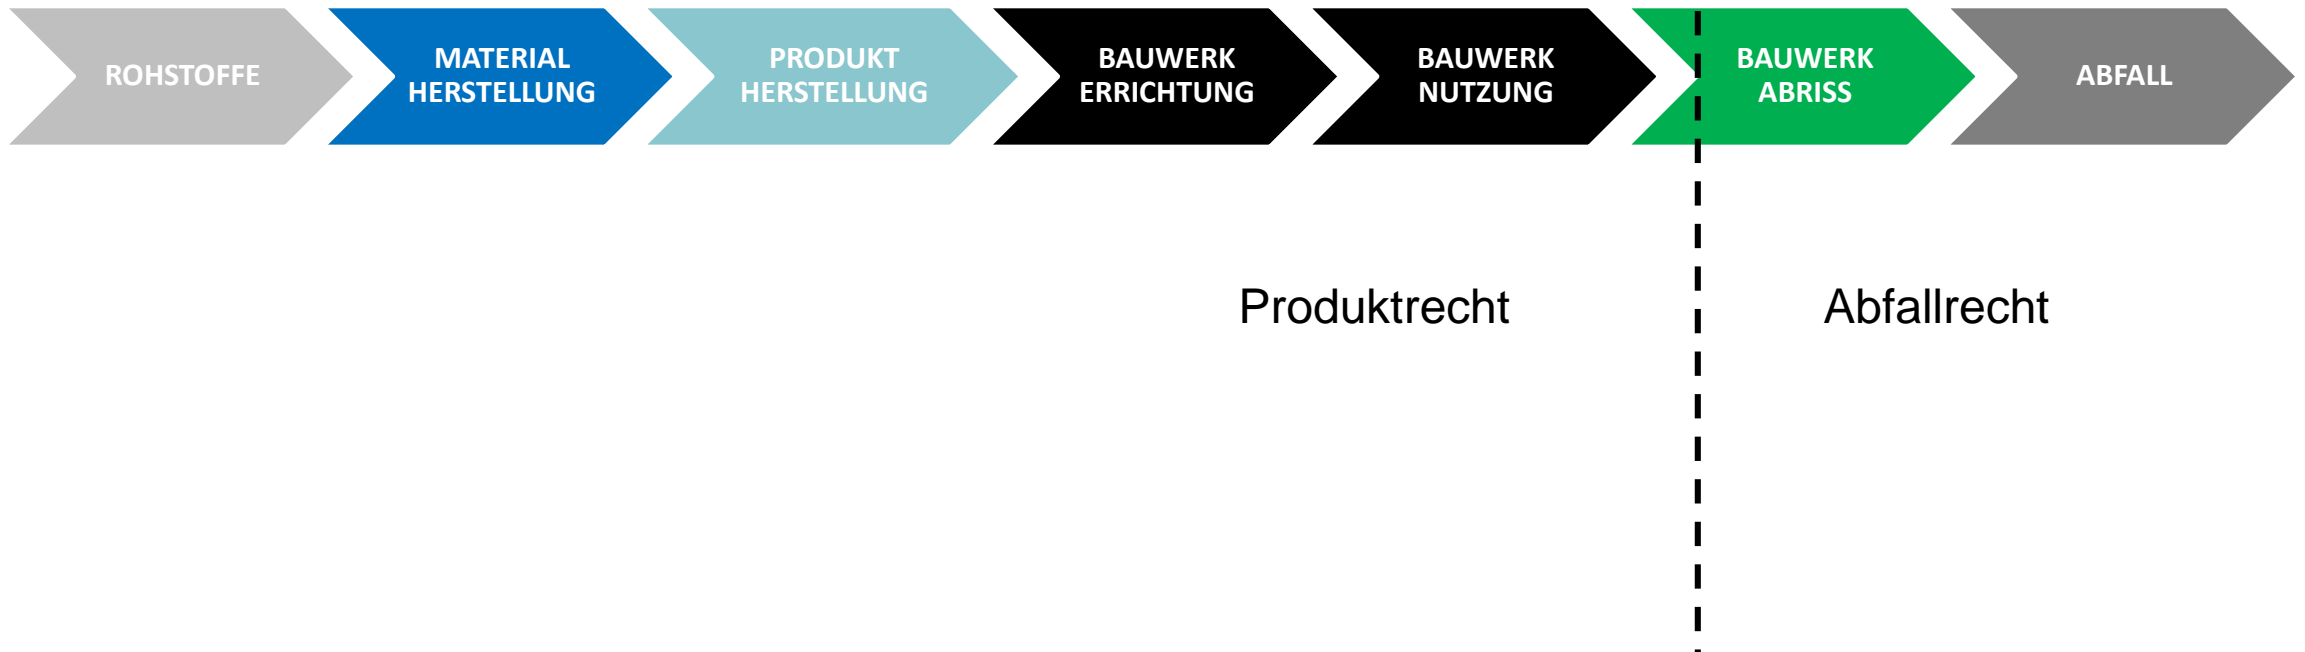 ROHSTOFFE
MATERIAL
HERSTELLUNG
PRODUKT
HERSTELLUNG
BAUWERK
ERRICHTUNG
BAUWERK
NUTZUNG
BAUWERK
ABRISS
ABFALL
Produktrecht
Abfallrecht